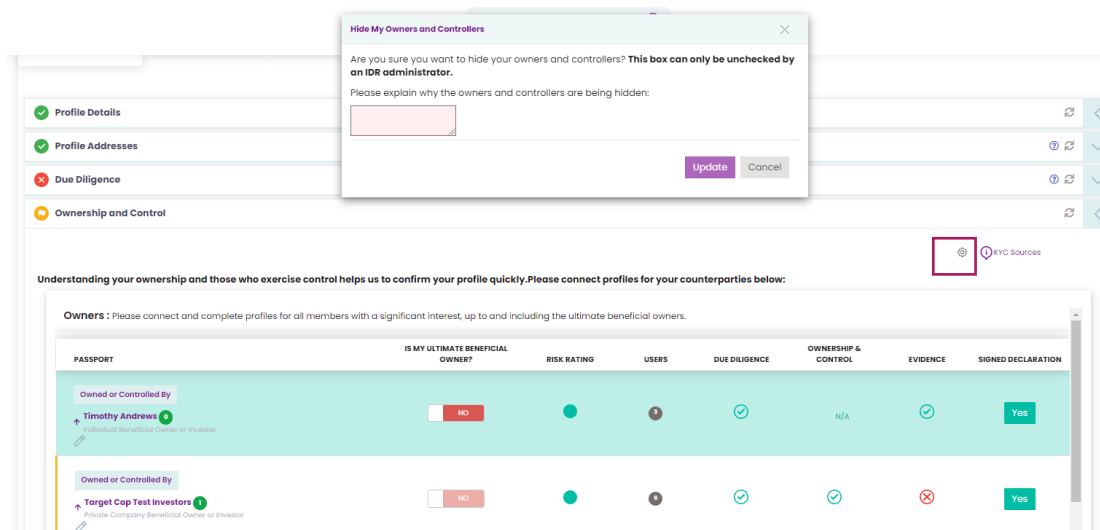 Hide My Owners and Controllers
Are you sure you want to hide your owners and controllers? This box can only be unchecked by
an IDR administrator.
Please explain why the owners and controllers are being hidden:
Update Cancel
Profile Details
Profile Addresses
Due Diligence
Ownership and Control
KYC Sources
Understanding your ownership and those who exercise control helps us to confirm your profile quickly.Please connect profiles for your counterparties below:
Owners : Please connect and complete profiles for all members with a significant interest, up to and including the ultimate beneficial owners.
PASSPORT IS MY ULTIMATE BENEFICIAL OWNER? RISK RATING USERS DUE DILIGENCE OWNERSHIP & CONTROL EVIDENCE SIGNED DECLARATION
Owned or Controlled By
Timothy Andrews 0 NO 3 N/A Yes
Individual Beneficial Owner or Investor
Owned or Controlled By
Target Cap Test Investors 1 NO 6 Yes
Private Company Beneficial Owner or Investor